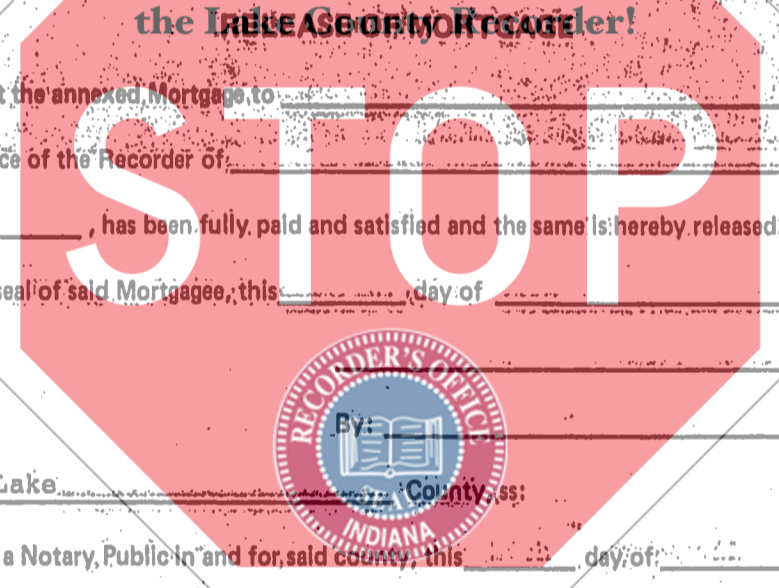 the Lake County Recorder!
RELEASE OF MORTGAGE
the annexed Mortgage to
ce of the Recorder of
STOP
, has been fully paid and satisfied and the same is hereby released.
seal of said Mortgagee, this day of
RECORDER'S OFFICE
By:
SEAL
Lake County, ss:
INDIANA
a Notary Public in and for said county, this day of